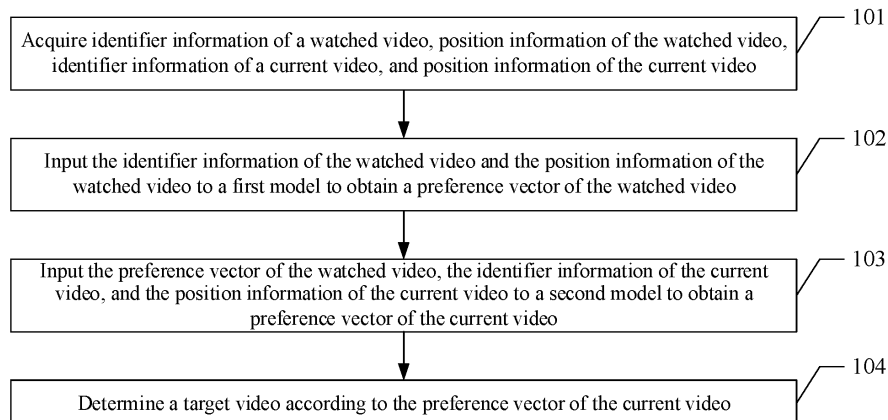 101
Acquire identifier information of a watched video, position information of the watched video,
identifier information of a current video, and position information of the current video
102
Input the identifier information of the watched video and the position information of the
watched video to a first model to obtain a preference vector of the watched video
103
Input the preference vector of the watched video, the identifier information of the current
video, and the position information of the current video to a second model to obtain a
preference vector of the current video
104
Determine a target video according to the preference vector of the current video